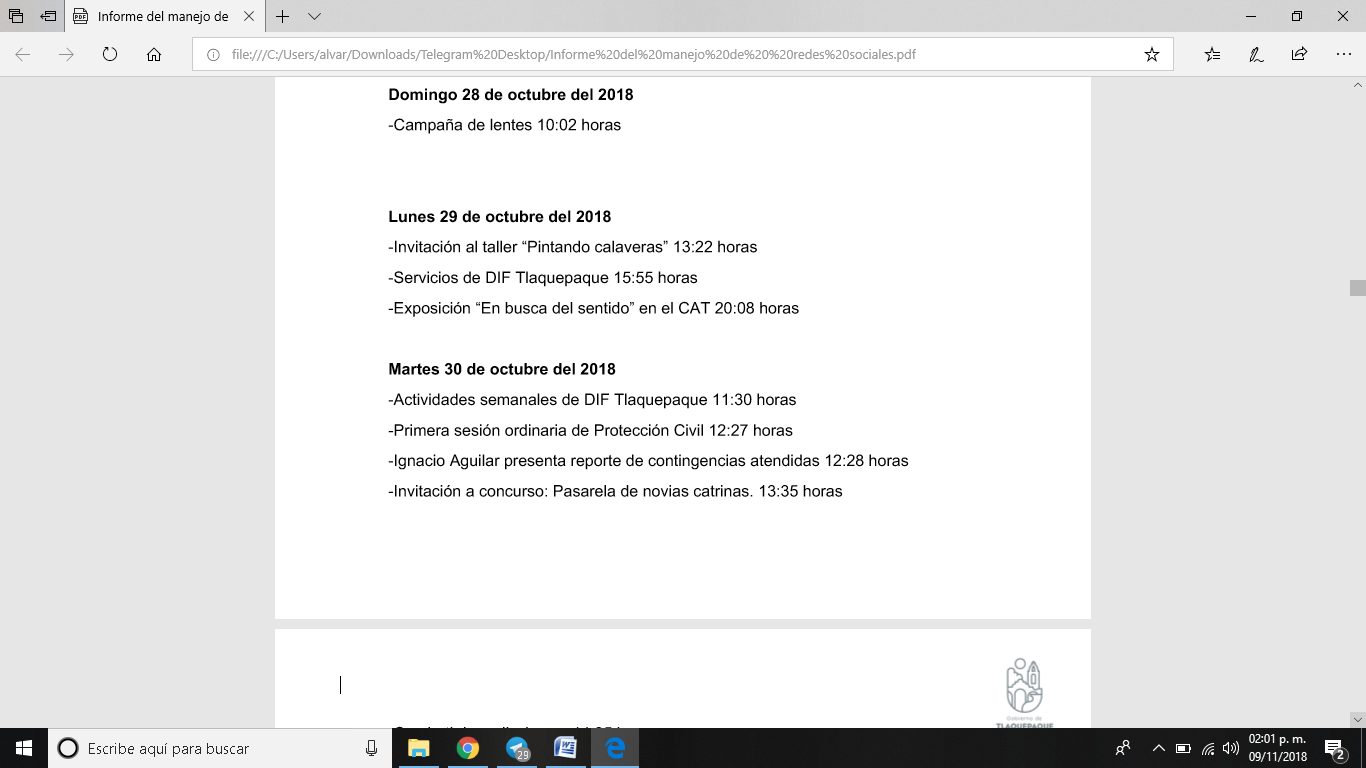 Informe del manejo de
file:///C:/Users/alvar/Downloads/Telegram%20Desktop/Informe%20del%20manejo%20de%20%20redes%20sociales.pdf
Domingo 28 de octubre del 2018
-Campaña de lentes 10:02 horas
Lunes 29 de octubre del 2018
-Invitación al taller “Pintando calaveras” 13:22 horas
-Servicios de DIF Tlaquepaque 15:55 horas
-Exposición “En busca del sentido” en el CAT 20:08 horas
Martes 30 de octubre del 2018
-Actividades semanales de DIF Tlaquepaque 11:30 horas
-Primera sesión ordinaria de Protección Civil 12:27 horas
-Ignacio Aguilar presenta reporte de contingencias atendidas 12:28 horas
-Invitación a concurso: Pasarela de novias catrinas. 13:35 horas
Gobierno de
TLAQUEPAQUE
Escribe aquí para buscar
29
02:01 p. m.
09/11/2018
2